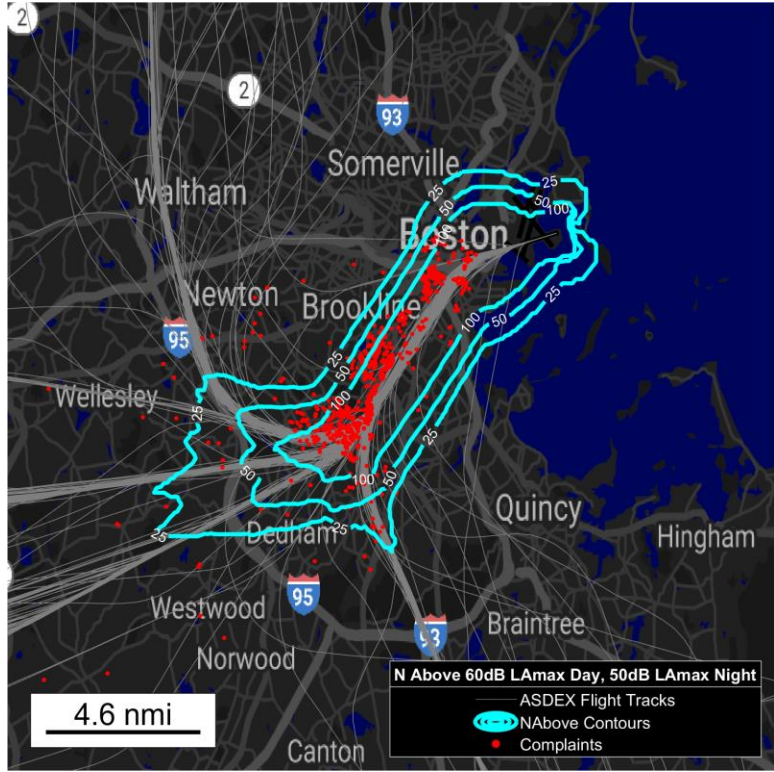 2
2
93
Somerville
Waltham
25
25
50
50
100
100
Boston
Newton
Brookline
95
100
50
25
25
50
100
Wellesley
25
50
100
50
25
Quincy
25
Dedham
25
Hingham
95
Westwood
Braintree
93
Norwood
N Above 60dB LAmax Day, 50dB LAmax Night
ASDEX Flight Tracks
NAbove Contours
Complaints
4.6 nmi
Canton